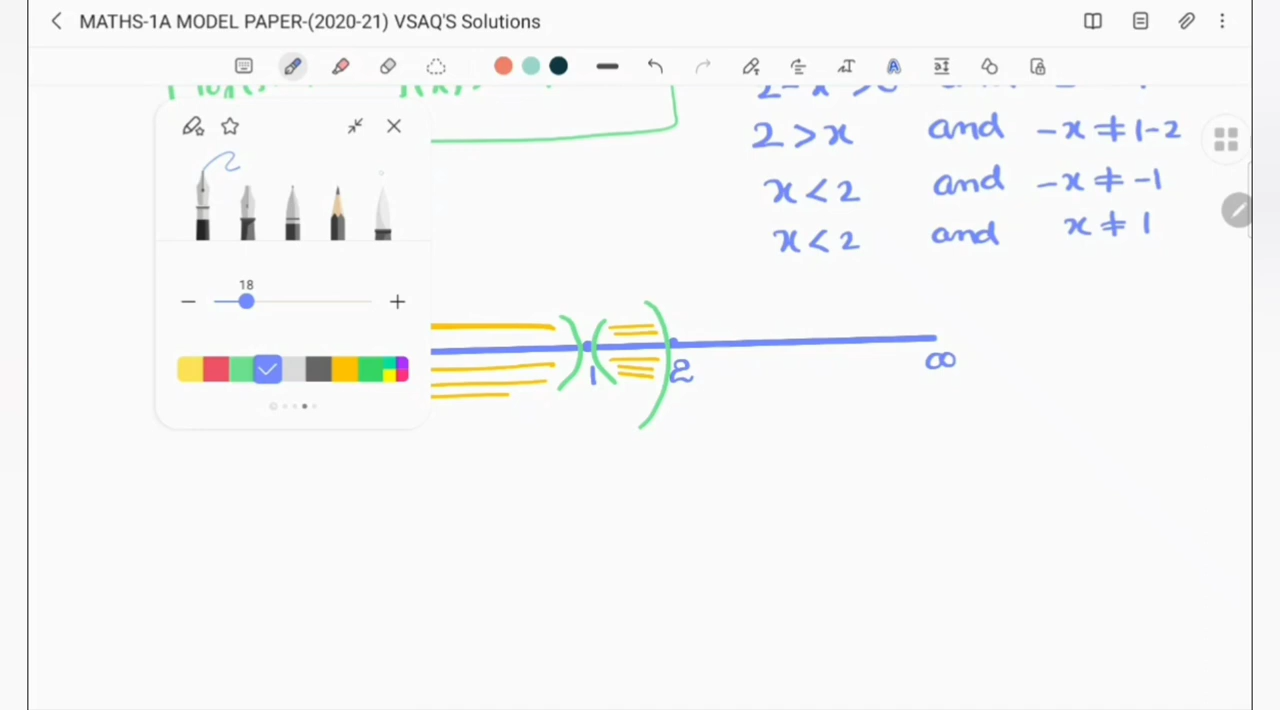 MATHS-1A MODEL PAPER-(2020-21) VSAQ'S Solutions
2 > x and -x ≠ 1-2
x < 2 and -x ≠ -1
x < 2 and x ≠ 1
18
1 2 ∞